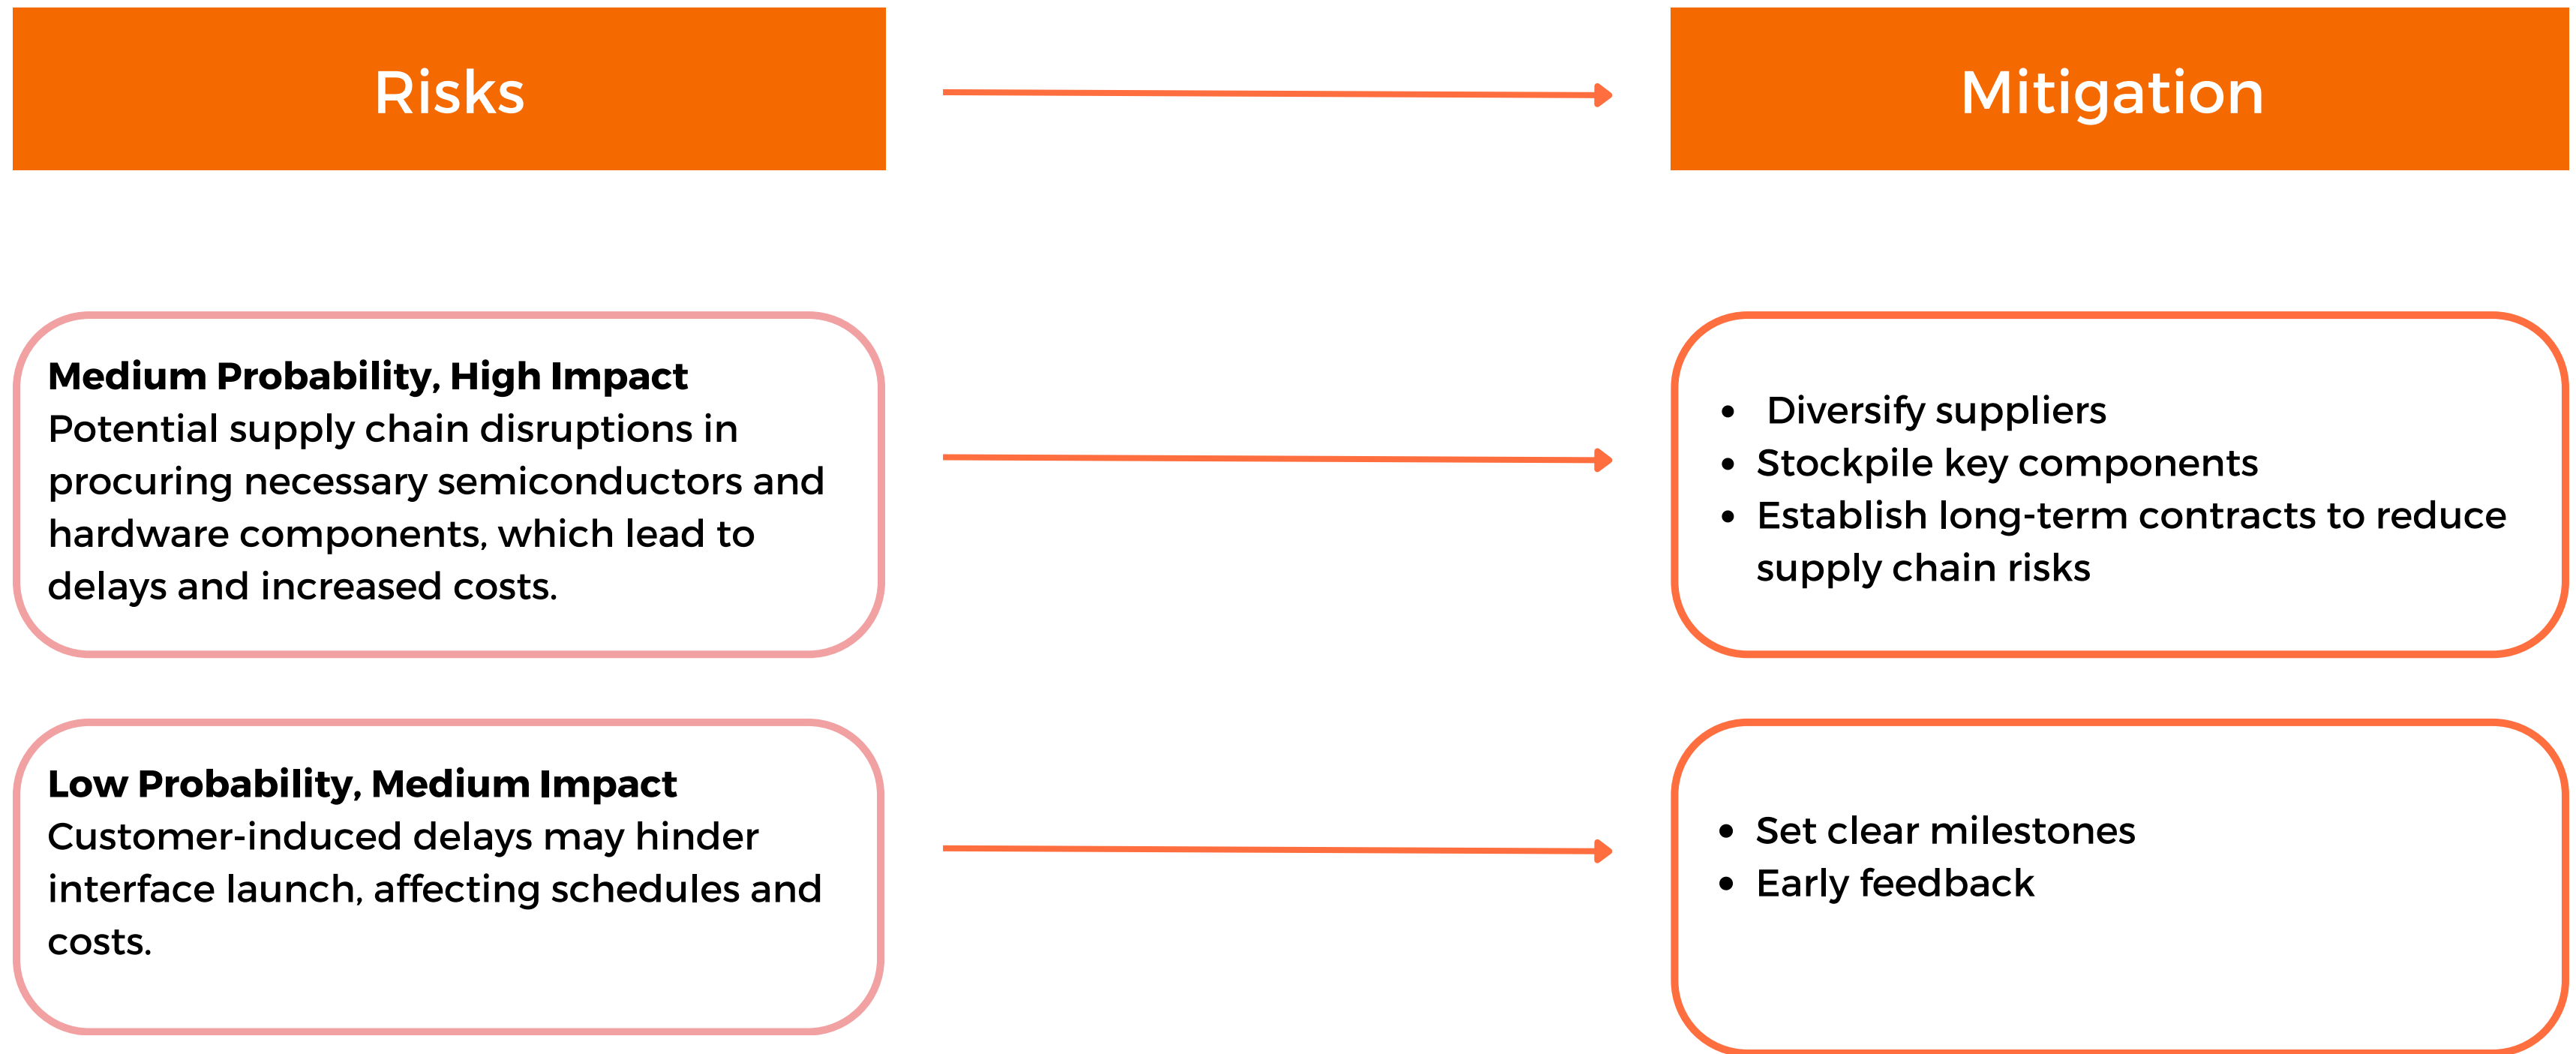 Risks
Mitigation
Medium Probability, High Impact
Potential supply chain disruptions in
procuring necessary semiconductors and
hardware components, which lead to
delays and increased costs.
• Diversify suppliers
• Stockpile key components
• Establish long-term contracts to reduce
supply chain risks
Low Probability, Medium Impact
Customer-induced delays may hinder
interface launch, affecting schedules and
costs.
• Set clear milestones
• Early feedback